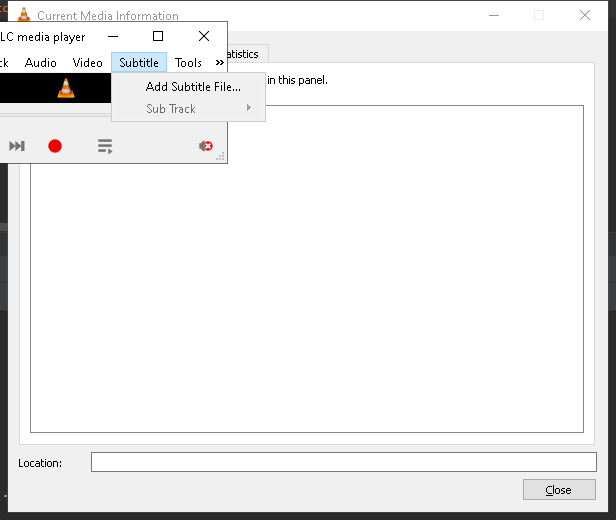 Current Media Information
LC media player
ck Audio Video Subtitle Tools »
atistics
Add Subtitle File...
in this panel.
Sub Track
Location:
Close